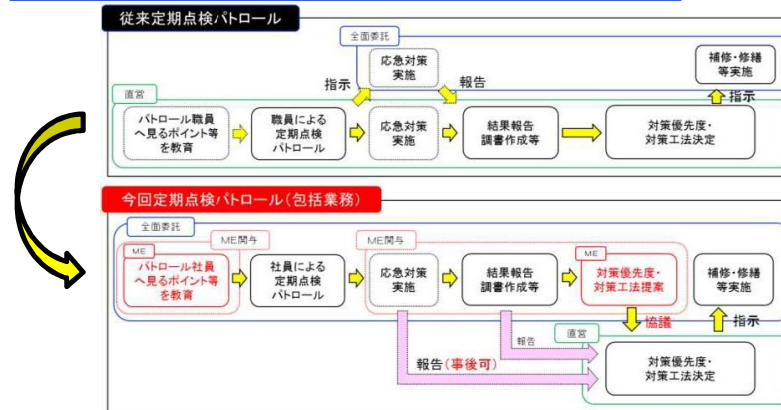 従来定期点検パトロール
全面委託
応急対策
実施
補修・修繕
等実施
指示
報告
指示
直営
パトロール職員
へ見るポイント等
を教育
職員による
定期点検
パトロール
応急対策
実施
結果報告
調書作成等
対策優先度・
対策工法決定
今回定期点検パトロール(包括業務)
全面委託
ME関与
ME関与
ME
パトロール社員
へ見るポイント等
を教育
社員による
定期点検
パトロール
応急対策
実施
結果報告
調書作成等
ME
対策優先度・
対策工法提案
補修・修繕
等実施
協議
指示
報告
直営
報告(事後可)
対策優先度・
対策工法決定